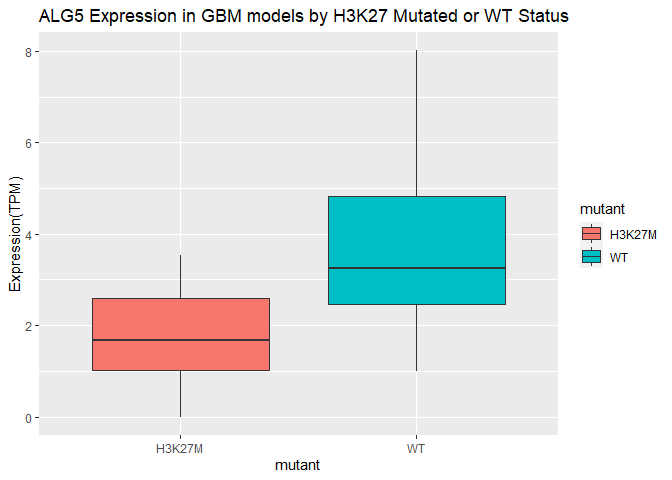 ALG5 Expression in GBM models by H3K27 Mutated or WT Status
8
6
4
2
0
Expression(TPM)
H3K27M
WT
mutant
mutant
H3K27M
WT